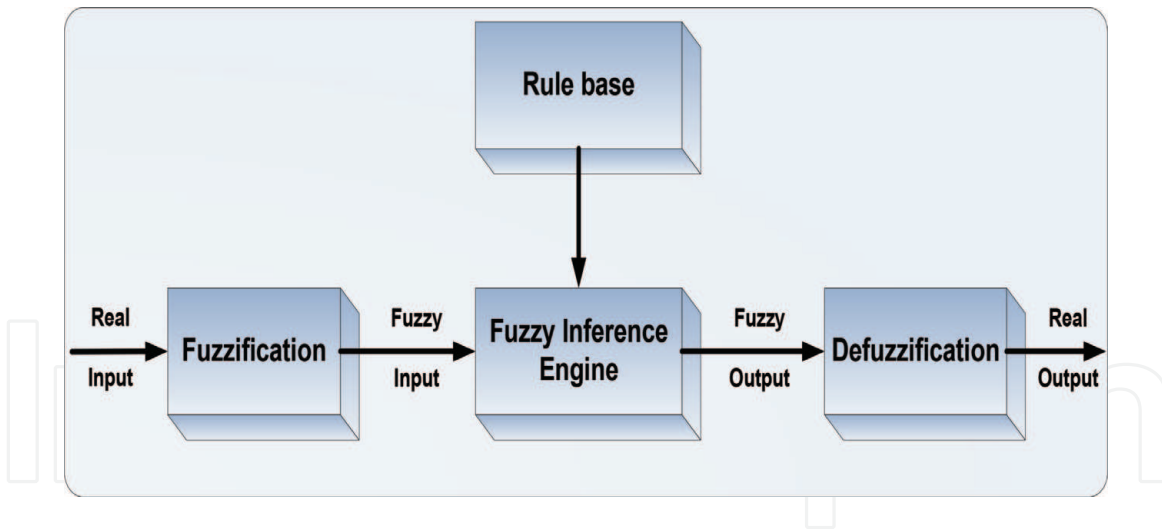 Rule base
Real
Input
Fuzzification
Fuzzy
Input
Fuzzy Inference
Engine
Fuzzy
Output
Defuzzification
Real
Output